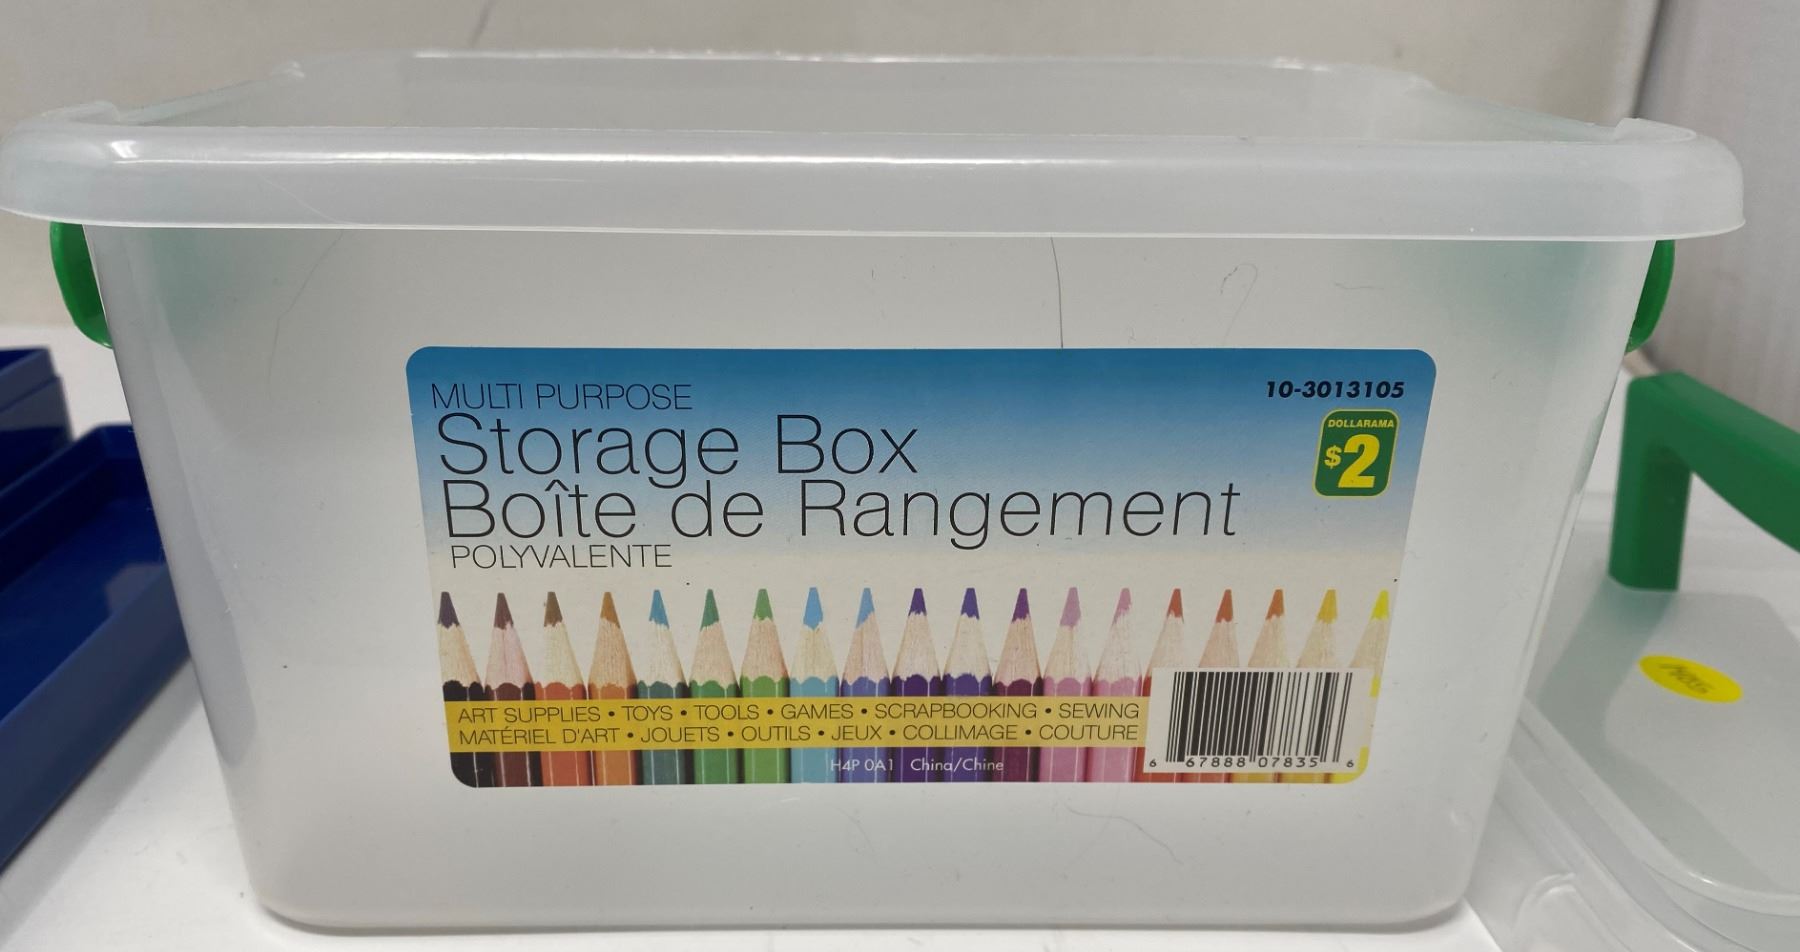 MULTI PURPOSE
Storage Box
Boîte de Rangement
POLYVALENTE
10-3013105
DOLLARAMA
$2
ART SUPPLIES • TOYS • TOOLS • GAMES • SCRAPBOOKING • SEWING
MATÉRIEL D'ART • JOUETS • OUTILS • JEUX • COLLIMAGE • COUTURE
H4P 0A1 China/Chine
6 67888 07835 6